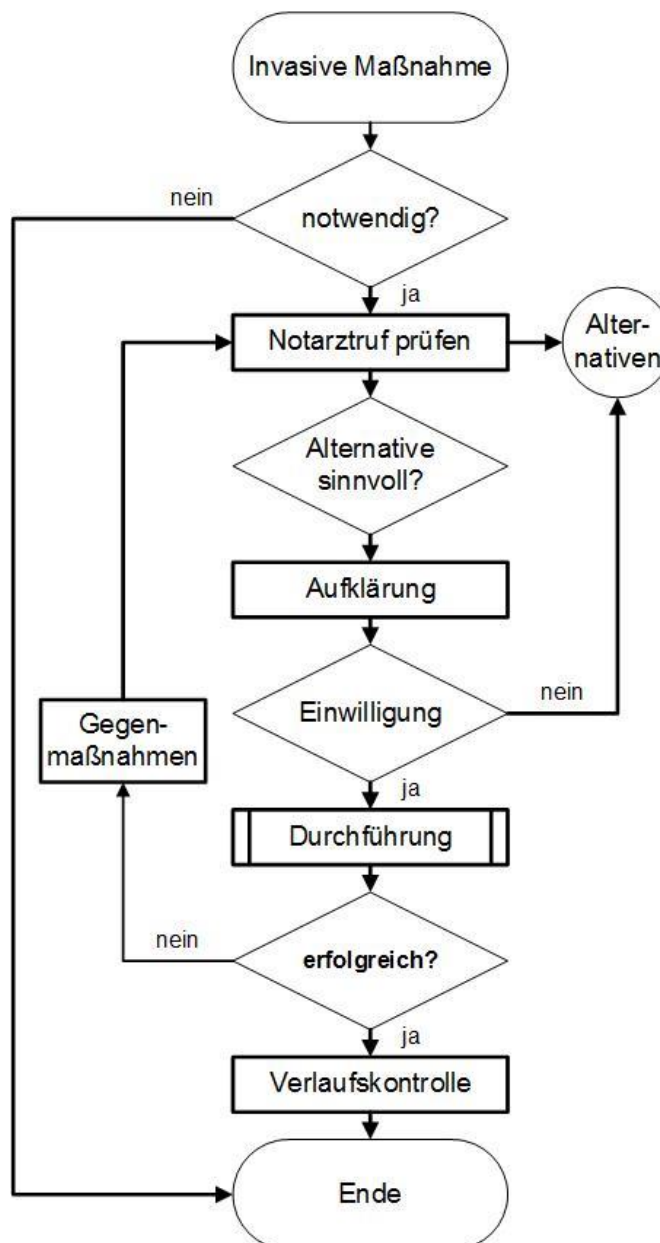 Invasive Maßnahme
nein
notwendig?
ja
Notarztruf prüfen
Alter-
nativen
Alternative
sinnvoll?
Aufklärung
Gegen-
maßnahmen
Einwilligung
nein
ja
Durchführung
nein
erfolgreich?
ja
Verlaufskontrolle
Ende